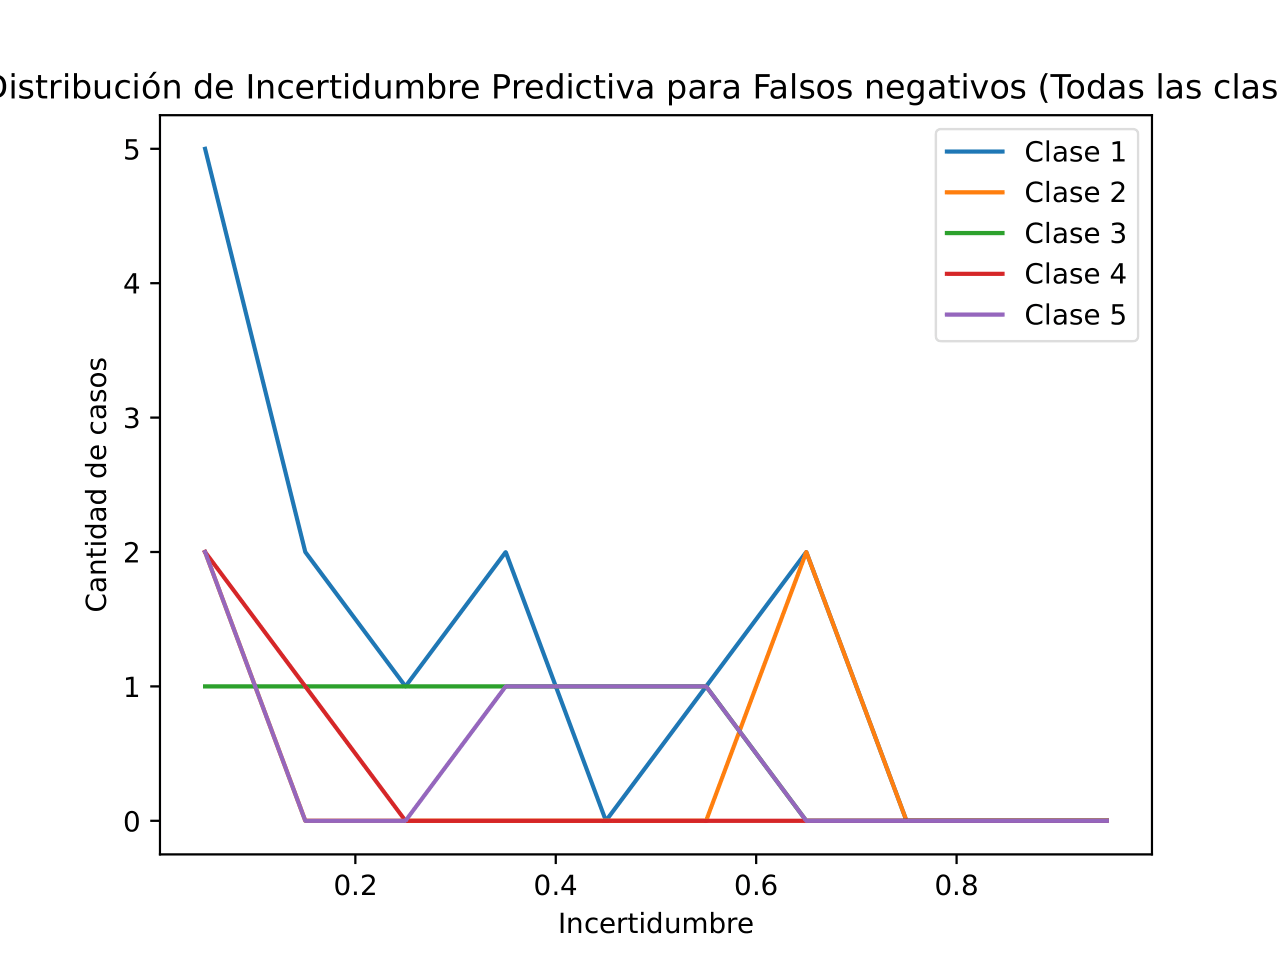 Distribución de Incertidumbre Predictiva para Falsos negativos (Todas las clas
5
4
3
2
1
0
Cantidad de casos
0.2 0.4 0.6 0.8
Incertidumbre
Clase 1
Clase 2
Clase 3
Clase 4
Clase 5